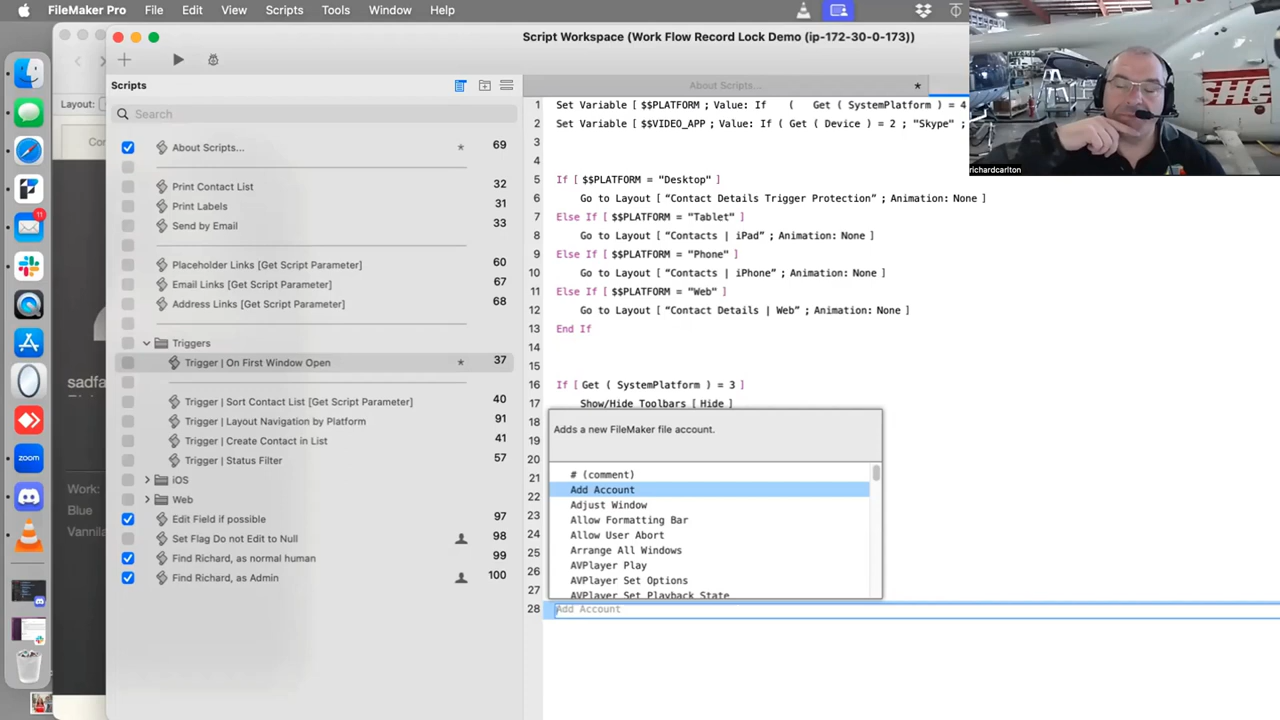 FileMaker Pro File Edit View Scripts Tools Window Help
Script Workspace (Work Flow Record Lock Demo (ip-172-30-0-173))
Layout:
Scripts
About Scripts...
Search
1 Set Variable [ $$PLATFORM ; Value: If ( Get ( SystemPlatform ) = 4
2 Set Variable [ $$VIDEO_APP ; Value: If ( Get ( Device ) = 2 ; "Skype" ;
3
4
5 If [ $$PLATFORM = "Desktop" ]
6 Go to Layout [ “Contact Details Trigger Protection” ; Animation: None ]
7 Else If [ $$PLATFORM = "Tablet" ]
8 Go to Layout [ “Contacts | iPad” ; Animation: None ]
9 Else If [ $$PLATFORM = "Phone" ]
10 Go to Layout [ “Contacts | iPhone” ; Animation: None ]
11 Else If [ $$PLATFORM = "Web" ]
12 Go to Layout [ “Contact Details | Web” ; Animation: None ]
13 End If
14
15
16 If [ Get ( SystemPlatform ) = 3 ]
17 Show/Hide Toolbars [ Hide ]
18
19
20
21
22
23
24
25
26
27
28 Add Account
Adds a new FileMaker file account.
# (comment)
Add Account
Adjust Window
Allow Formatting Bar
Allow User Abort
Arrange All Windows
AVPlayer Play
AVPlayer Set Options
AVPlayer Set Playback State
About Scripts... * 69
Print Contact List 32
Print Labels 31
Send by Email 33
Placeholder Links [Get Script Parameter] 60
Email Links [Get Script Parameter] 67
Address Links [Get Script Parameter] 68
Triggers
Trigger | On First Window Open * 37
Trigger | Sort Contact List [Get Script Parameter] 40
Trigger | Layout Navigation by Platform 91
Trigger | Create Contact in List 41
Trigger | Status Filter 57
iOS
Web
Edit Field if possible 97
Set Flag Do not Edit to Null 98
Find Richard, as normal human 99
Find Richard, as Admin 100
Con
sadfa
Work:
Blue
Vannila
11
zoom
richardcarlton